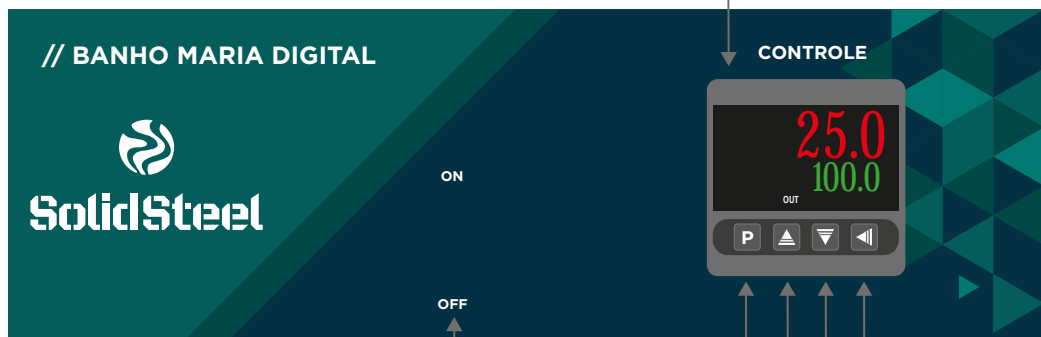 // BANHO MARIA DIGITAL
CONTROLE
SolidSteel
ON
OFF
25.0
100.0
OUT
P